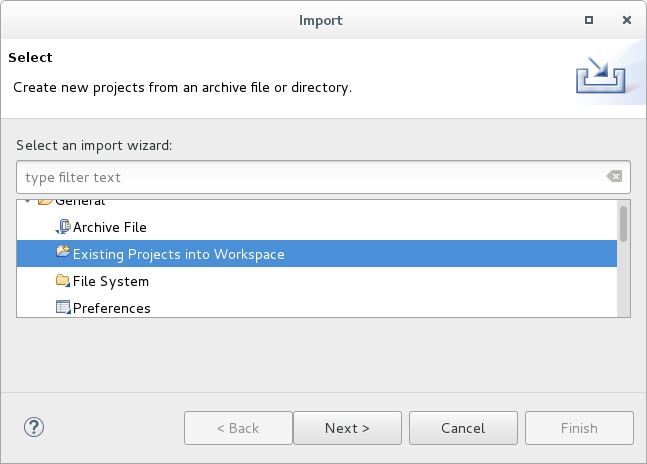 Import
Select
Create new projects from an archive file or directory.
Select an import wizard:
type filter text
General
Archive File
Existing Projects into Workspace
File System
Preferences
? < Back Next > Cancel Finish